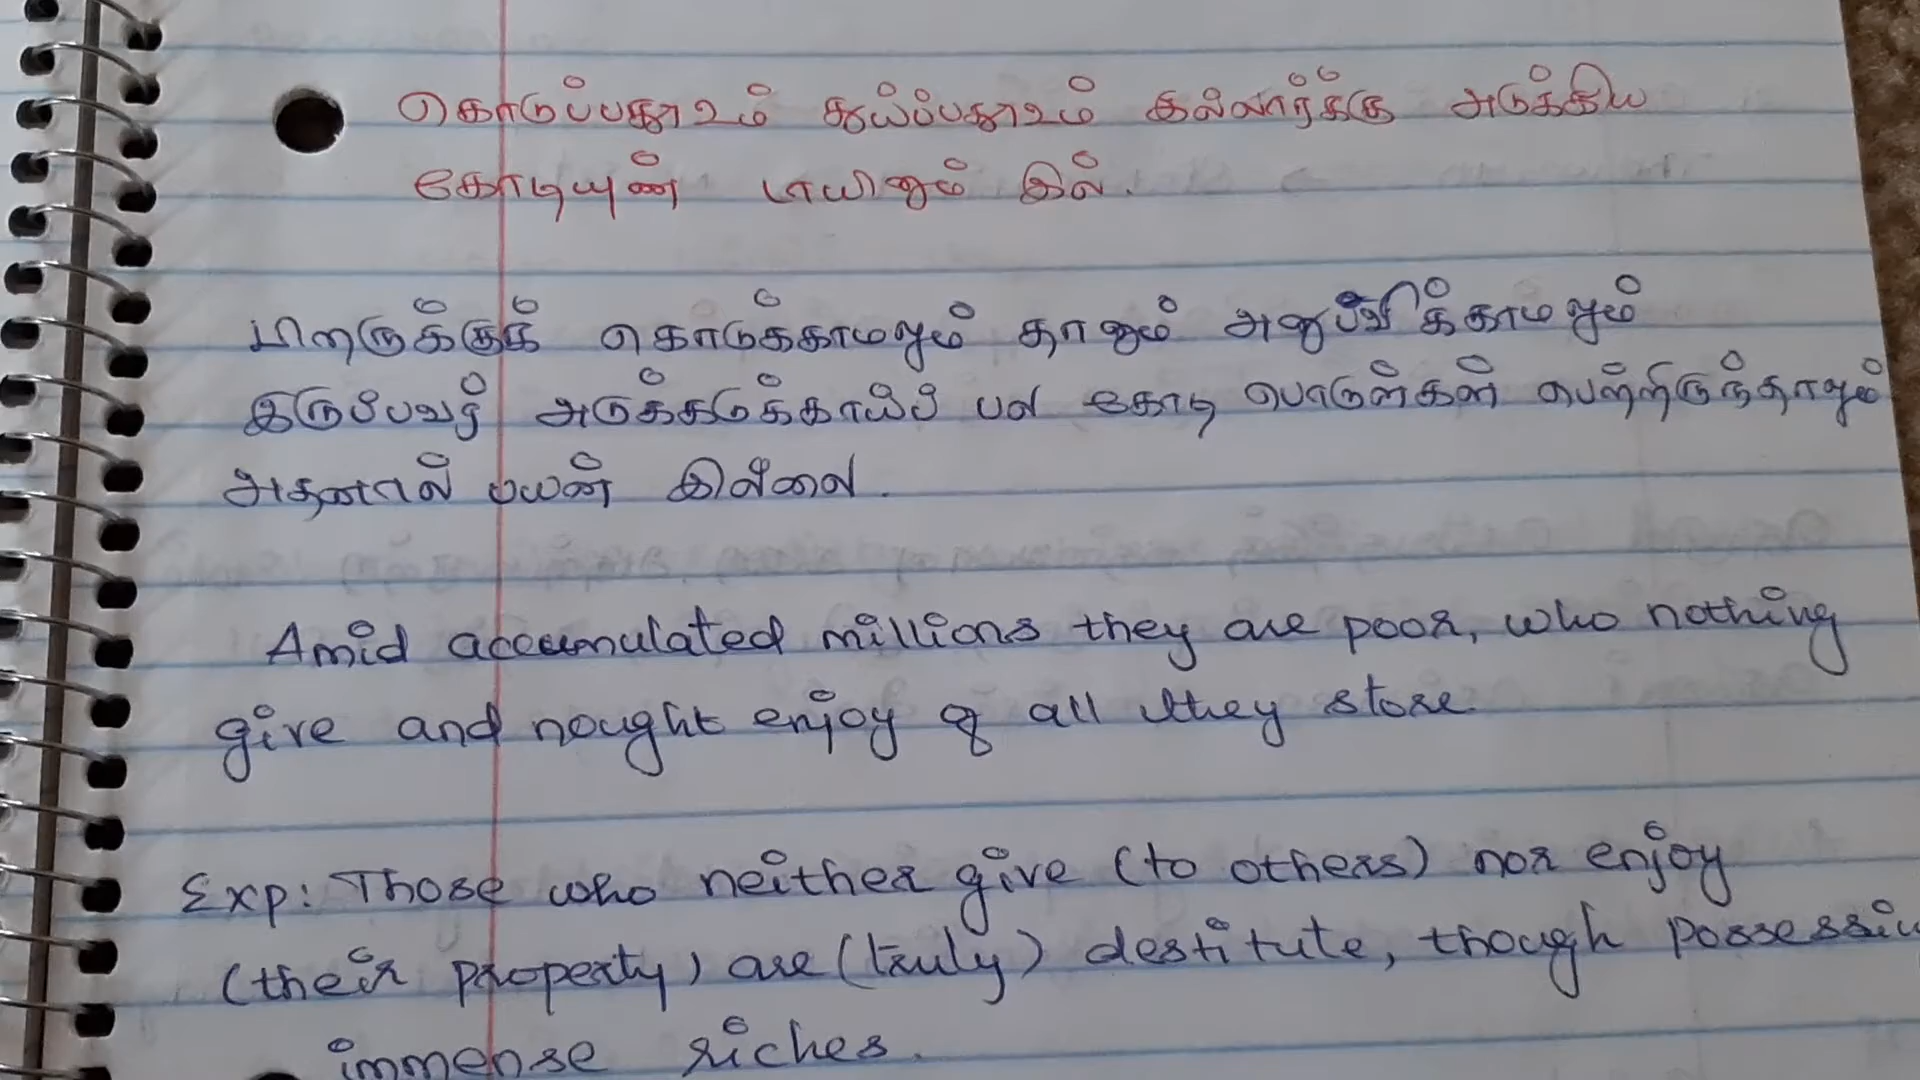 கொடுப்பதூஉம் துய்ப்பதூஉம் இல்லார்க்கு அடுக்கிய
கோடியுண் டாயினும் இல்.
பிறருக்குக் கொடுக்காமலும் தானும் அனுபவிக்காமலும்
இருப்பவர் அடுக்கடுக்காய்ப் பல கோடி பொருள்கள் பெற்றிருந்தாலும்
அதனால் பயன் இல்லை.
Amid accumulated millions they are poor, who nothing
give and nought enjoy of all they store.
Exp: Those who neither give (to others) nor enjoy
(their property) are (truly) destitute, though possessin
immense riches.